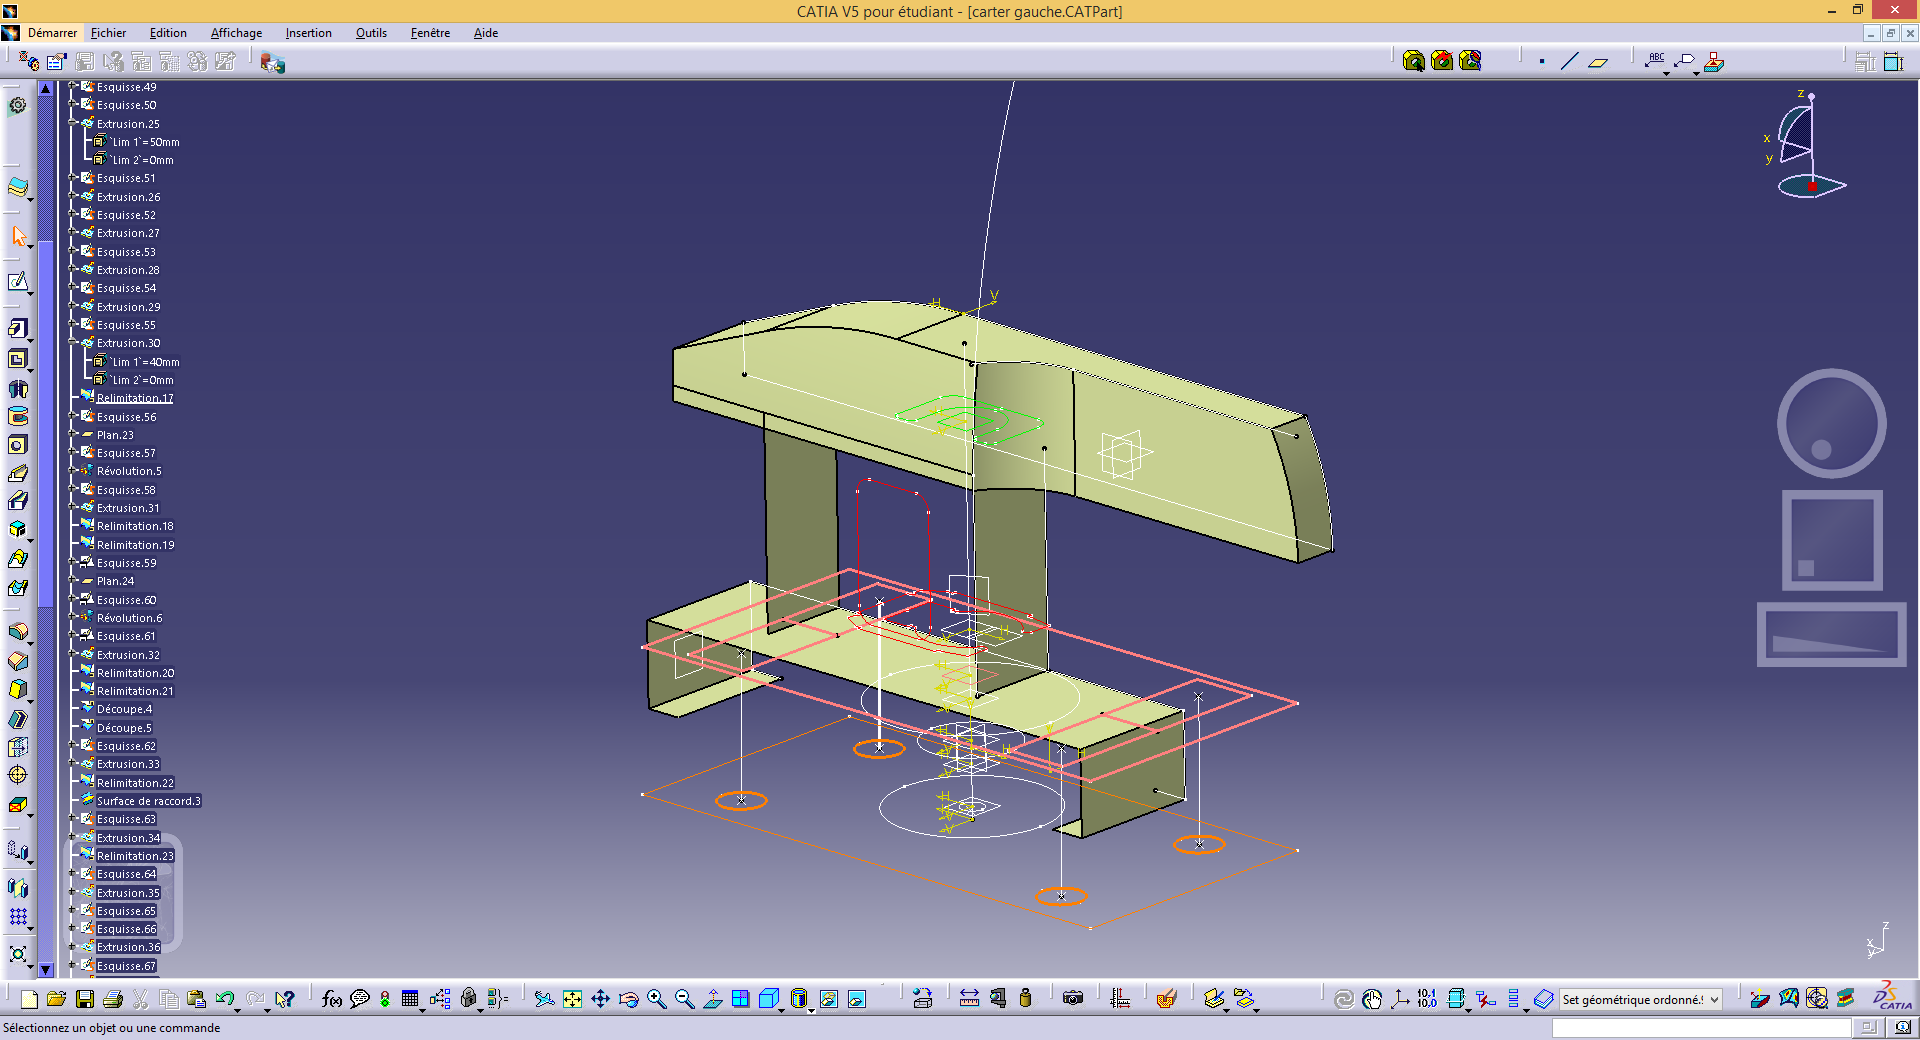 CATIA V5 pour étudiant - [carter gauche.CATPart]
Démarrer Fichier Edition Affichage Insertion Outils Fenêtre Aide
ABC
Esquisse.49
Esquisse.50
Extrusion.25
`Lim 1`=50mm
`Lim 2`=0mm
Esquisse.51
Extrusion.26
Esquisse.52
Extrusion.27
Esquisse.53
Extrusion.28
Esquisse.54
Extrusion.29
Esquisse.55
Extrusion.30
`Lim 1`=40mm
`Lim 2`=0mm
Relimitation.17
Esquisse.56
Plan.23
Esquisse.57
Révolution.5
Esquisse.58
Extrusion.31
Relimitation.18
Relimitation.19
Esquisse.59
Plan.24
Esquisse.60
Révolution.6
Esquisse.61
Extrusion.32
Relimitation.20
Relimitation.21
Découpe.4
Découpe.5
Esquisse.62
Extrusion.33
Relimitation.22
Surface de raccord.3
Esquisse.63
Extrusion.34
Relimitation.23
Esquisse.64
Extrusion.35
Esquisse.65
Esquisse.66
Extrusion.36
Esquisse.67
z
x
y
H V
H
H
H
z
x
y
f(x)
10.1
10,0
Set géométrique ordonné.!
CATIA
Sélectionnez un objet ou une commande